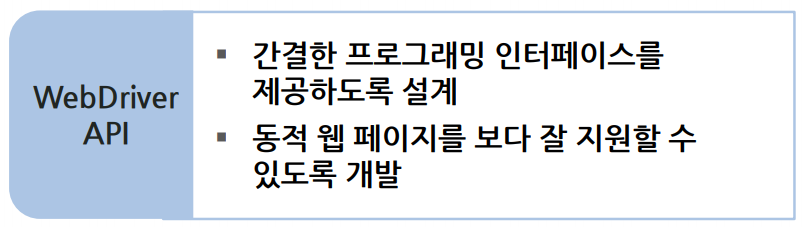 WebDriver
API
▪ 간결한 프로그래밍 인터페이스를
제공하도록 설계
▪ 동적 웹 페이지를 보다 잘 지원할 수
있도록 개발